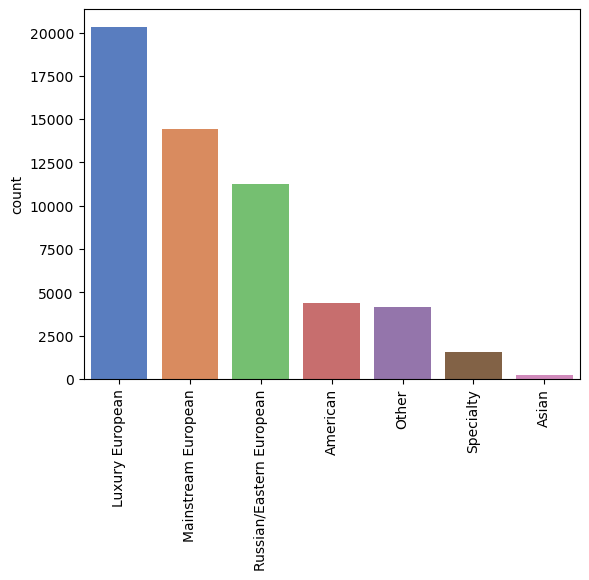 20000
17500
15000
12500
10000
7500
5000
2500
0
count
Luxury European
Mainstream European
Russian/Eastern European
American
Other
Specialty
Asian